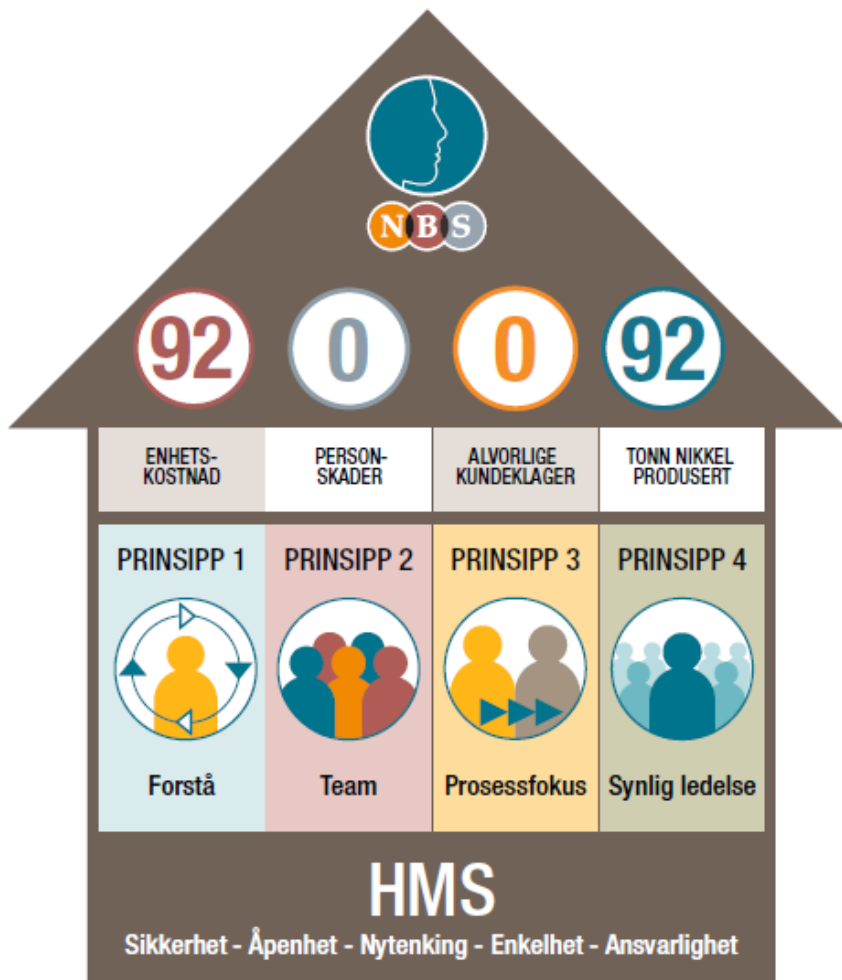 NBS
92 0 0 92
ENHETS-
KOSTNAD
PERSON-
SKADER
ALVORLIGE
KUNDEKLAGER
TONN NIKKEL
PRODUSERT
PRINSIPP 1
Forstå
PRINSIPP 2
Team
PRINSIPP 3
Prosessfokus
PRINSIPP 4
Synlig ledelse
HMS
Sikkerhet - Åpenhet - Nytenking - Enkelhet - Ansvarlighet